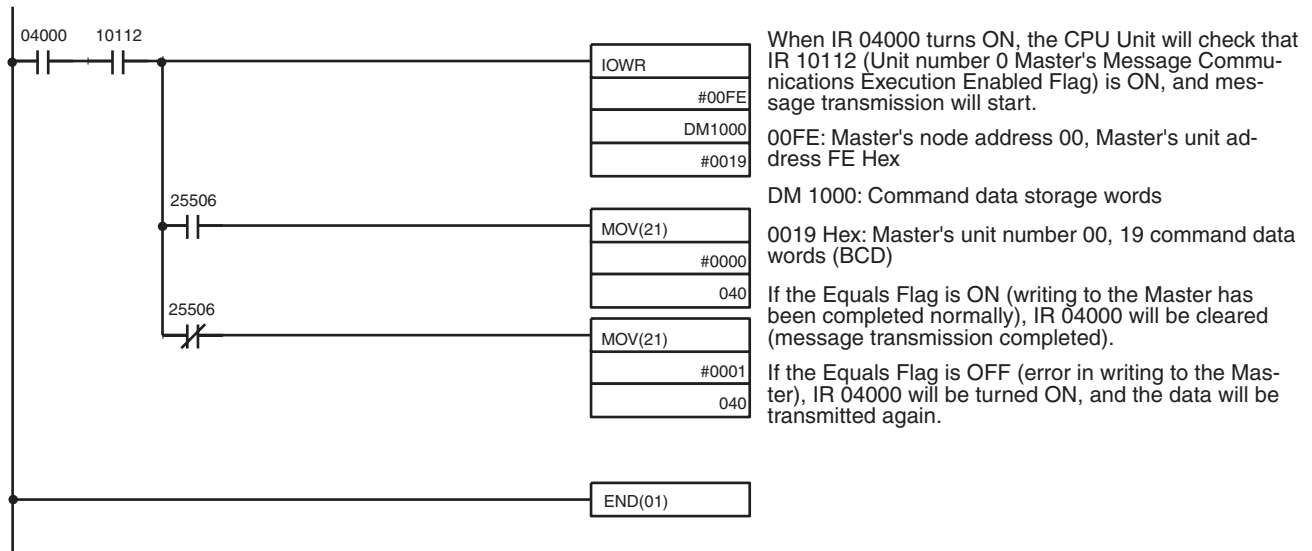 04000 10112
IOWR
#00FE
DM1000
#0019
When IR 04000 turns ON, the CPU Unit will check that
IR 10112 (Unit number 0 Master's Message Commu-
nications Execution Enabled Flag) is ON, and mes-
sage transmission will start.
00FE: Master's node address 00, Master's unit ad-
dress FE Hex
DM 1000: Command data storage words
25506
MOV(21)
#0000
040
0019 Hex: Master's unit number 00, 19 command data
words (BCD)
If the Equals Flag is ON (writing to the Master has
been completed normally), IR 04000 will be cleared
(message transmission completed).
25506
MOV(21)
#0001
040
If the Equals Flag is OFF (error in writing to the Mas-
ter), IR 04000 will be turned ON, and the data will be
transmitted again.
END(01)